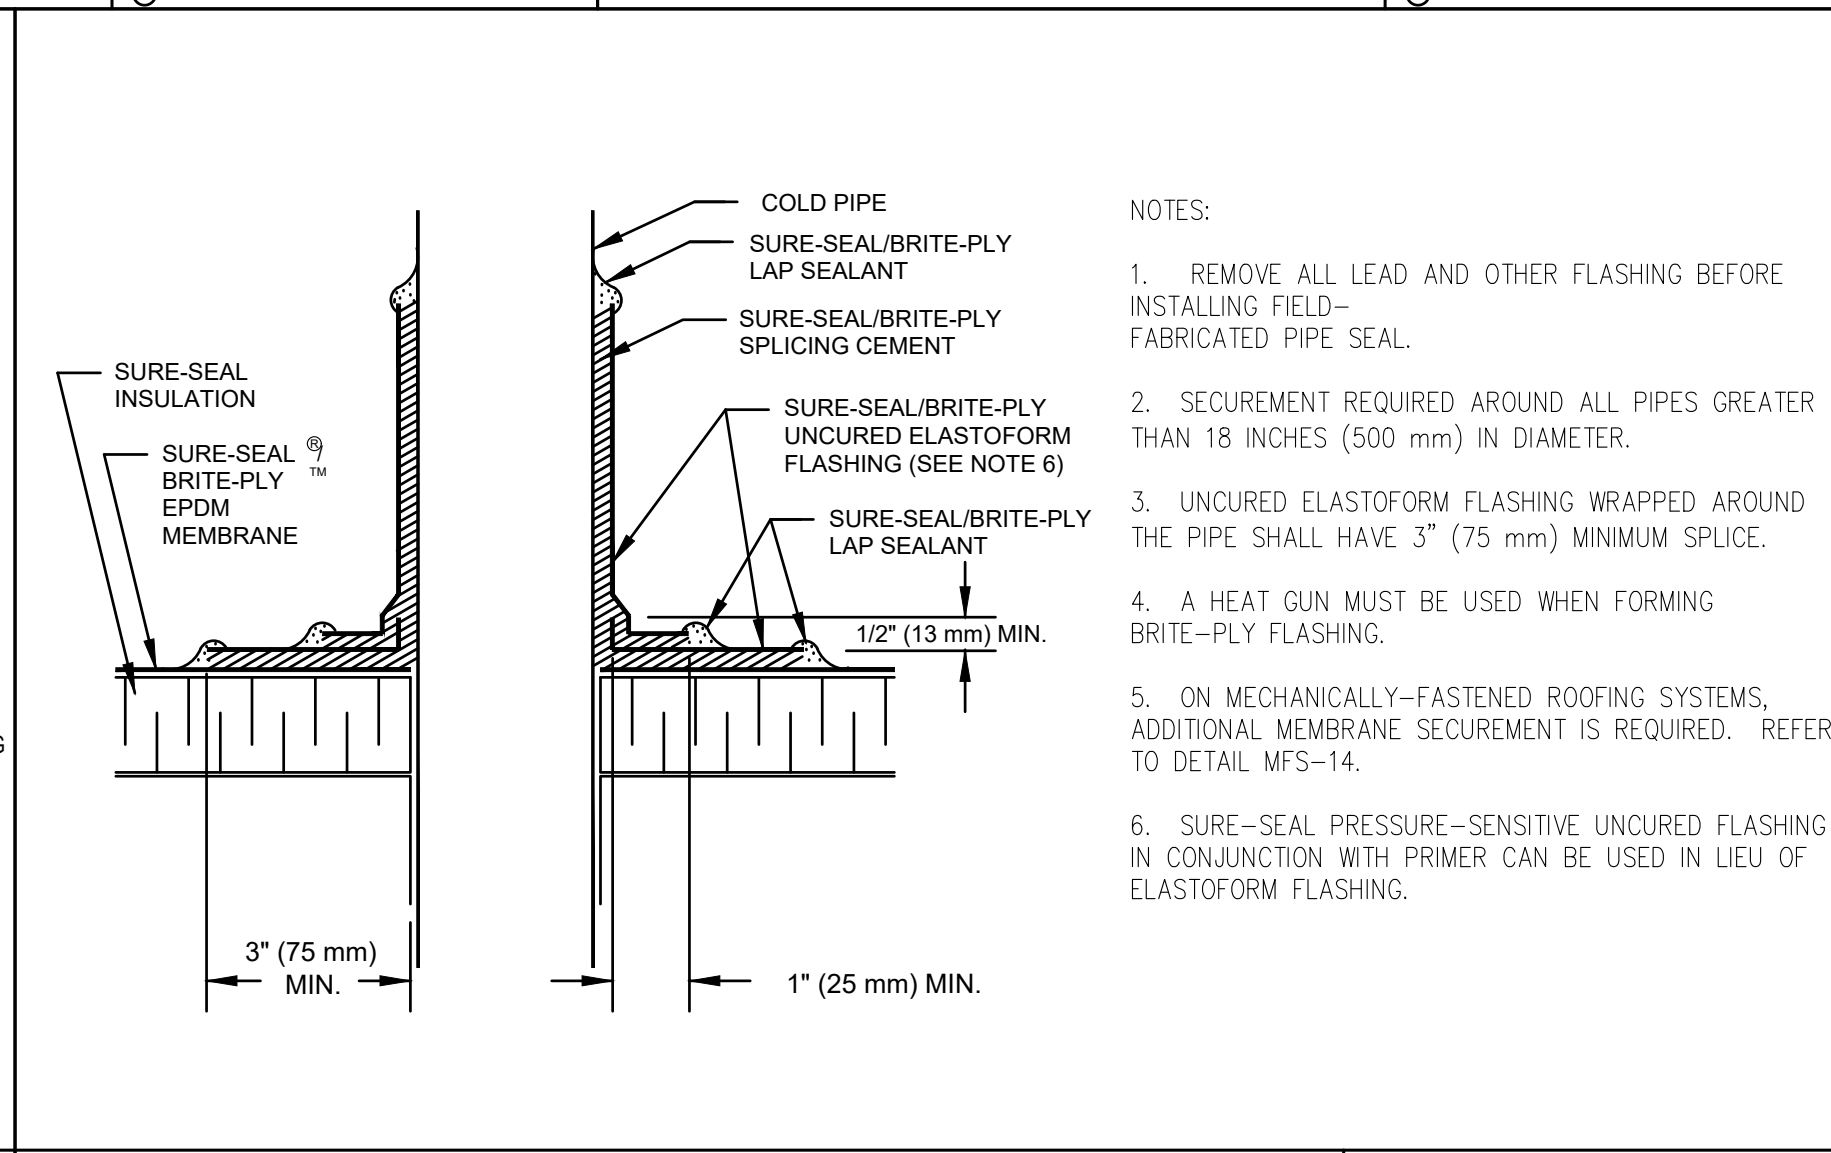 COLD PIPE
SURE-SEAL/BRITE-PLY
LAP SEALANT
SURE-SEAL/BRITE-PLY
SPLICING CEMENT
SURE-SEAL
INSULATION
SURE-SEAL ®/
BRITE-PLY ™
EPDM
MEMBRANE
SURE-SEAL/BRITE-PLY
UNCURED ELASTOFORM
FLASHING (SEE NOTE 6)
SURE-SEAL/BRITE-PLY
LAP SEALANT
1/2" (13 mm) MIN.
3" (75 mm)
MIN.
1" (25 mm) MIN.
NOTES:
1. REMOVE ALL LEAD AND OTHER FLASHING BEFORE
INSTALLING FIELD-
FABRICATED PIPE SEAL.
2. SECUREMENT REQUIRED AROUND ALL PIPES GREATER
THAN 18 INCHES (500 mm) IN DIAMETER.
3. UNCURED ELASTOFORM FLASHING WRAPPED AROUND
THE PIPE SHALL HAVE 3” (75 mm) MINIMUM SPLICE.
4. A HEAT GUN MUST BE USED WHEN FORMING
BRITE-PLY FLASHING.
5. ON MECHANICALLY-FASTENED ROOFING SYSTEMS,
ADDITIONAL MEMBRANE SECUREMENT IS REQUIRED. REFER
TO DETAIL MFS-14.
6. SURE-SEAL PRESSURE-SENSITIVE UNCURED FLASHING
IN CONJUNCTION WITH PRIMER CAN BE USED IN LIEU OF
ELASTOFORM FLASHING.